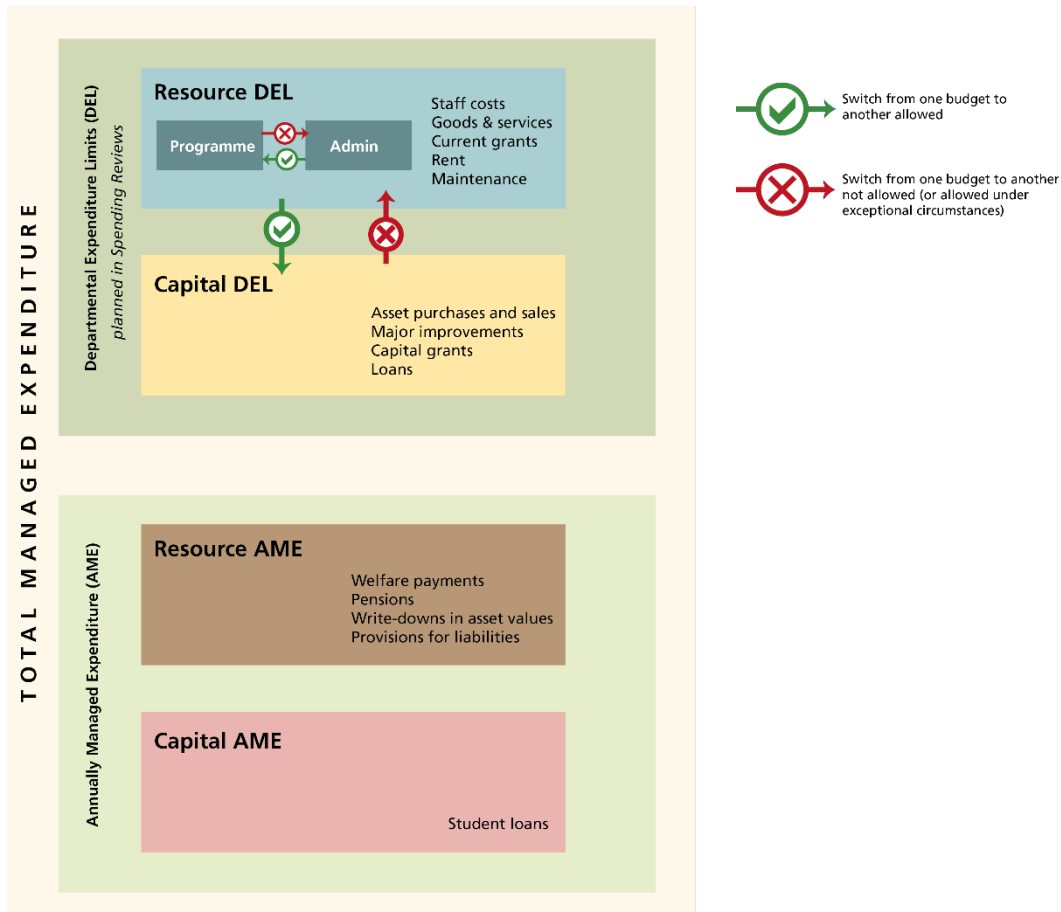 TOTAL MANAGED EXPENDITURE
Departmental Expenditure Limits (DEL)
planned in Spending Reviews
Resource DEL
Programme
Admin
Staff costs
Goods & services
Current grants
Rent
Maintenance
Capital DEL
Asset purchases and sales
Major improvements
Capital grants
Loans
Annually Managed Expenditure (AME)
Resource AME
Welfare payments
Pensions
Write-downs in asset values
Provisions for liabilities
Capital AME
Student loans
Switch from one budget to
another allowed
Switch from one budget to another
not allowed (or allowed under
exceptional circumstances)